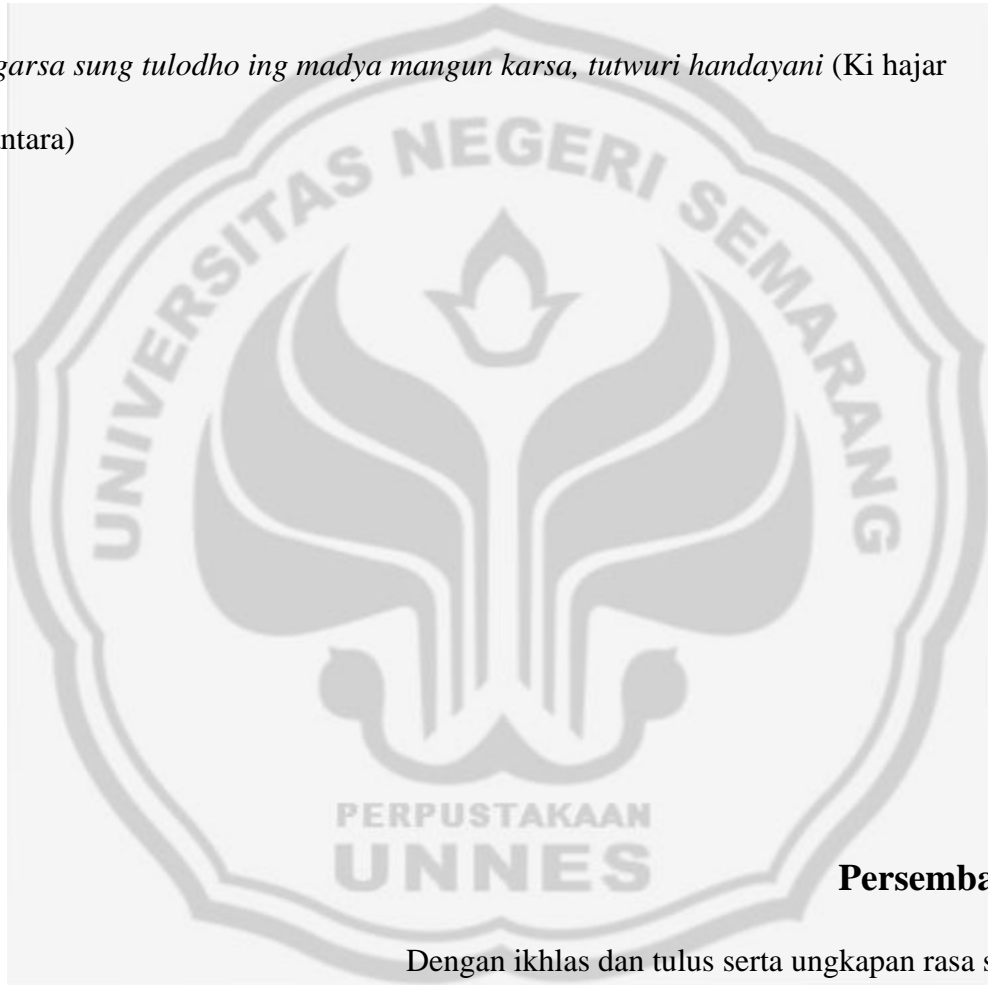 garsa sung tulodho ing madya mangun karsa, tutwuri handayani (Ki hajar
ntara)
UNIVERSITAS NEGERI SEMARANG
PERPUSTAKAAN
UNNES
Persemba
Dengan ikhlas dan tulus serta ungkapan rasa s